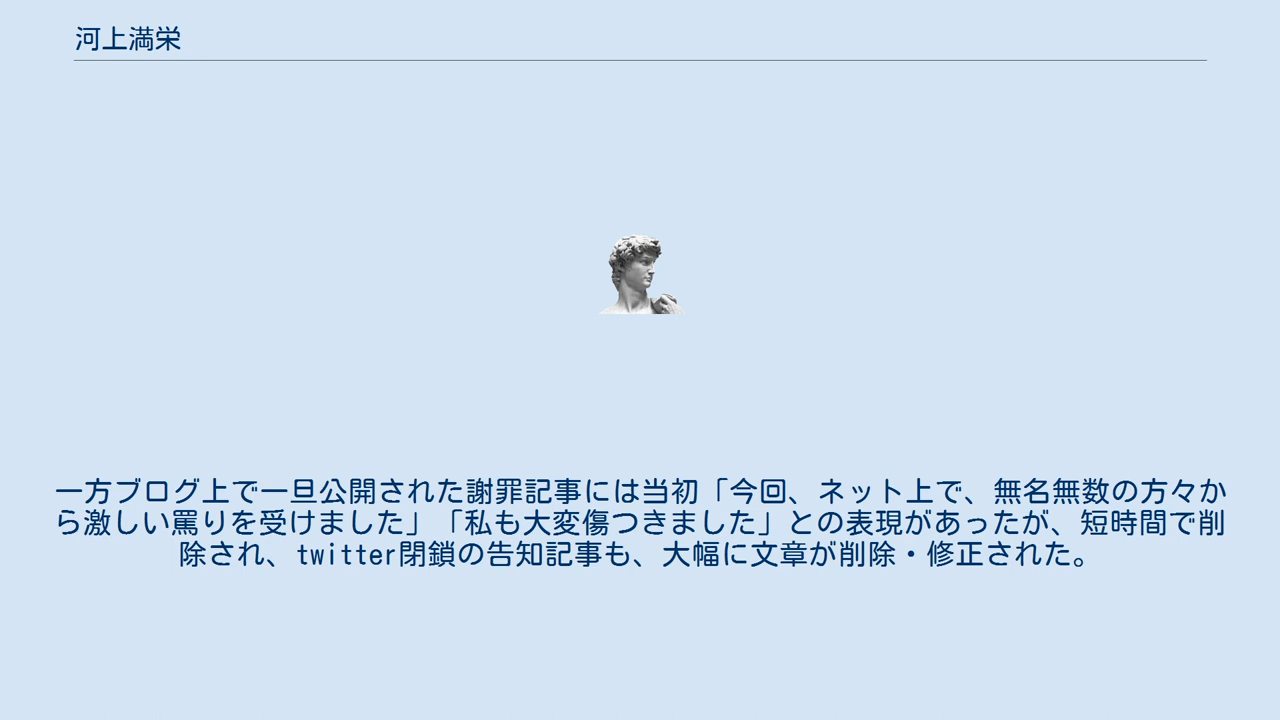 河上満栄
一方ブログ上で一旦公開された謝罪記事には当初「今回、ネット上で、無名無数の方々か
ら激しい罵りを受けました」「私も大変傷つきました」との表現があったが、短時間で削
除され、twitter閉鎖の告知記事も、大幅に文章が削除・修正された。